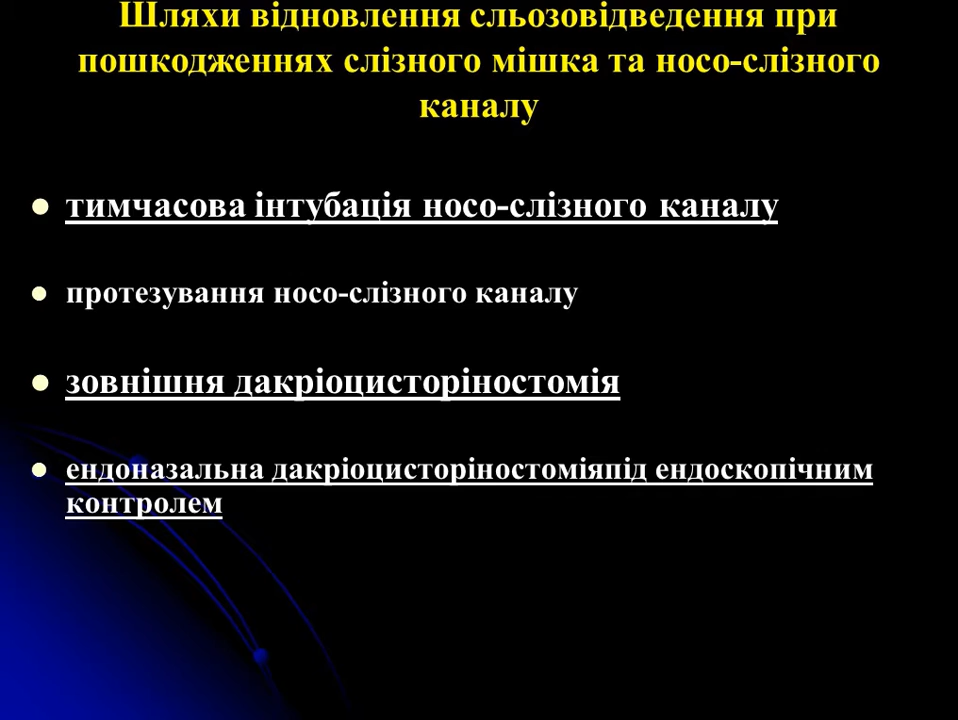 Шляхи відновлення сльозовідведення при
пошкодженнях слізного мішка та носо-слізного
каналу
тимчасова інтубація носо-слізного каналу
протезування носо-слізного каналу
зовнішня дакріоцисторіностомія
ендоназальна дакріоцисторіностоміяпід ендоскопічним
контролем